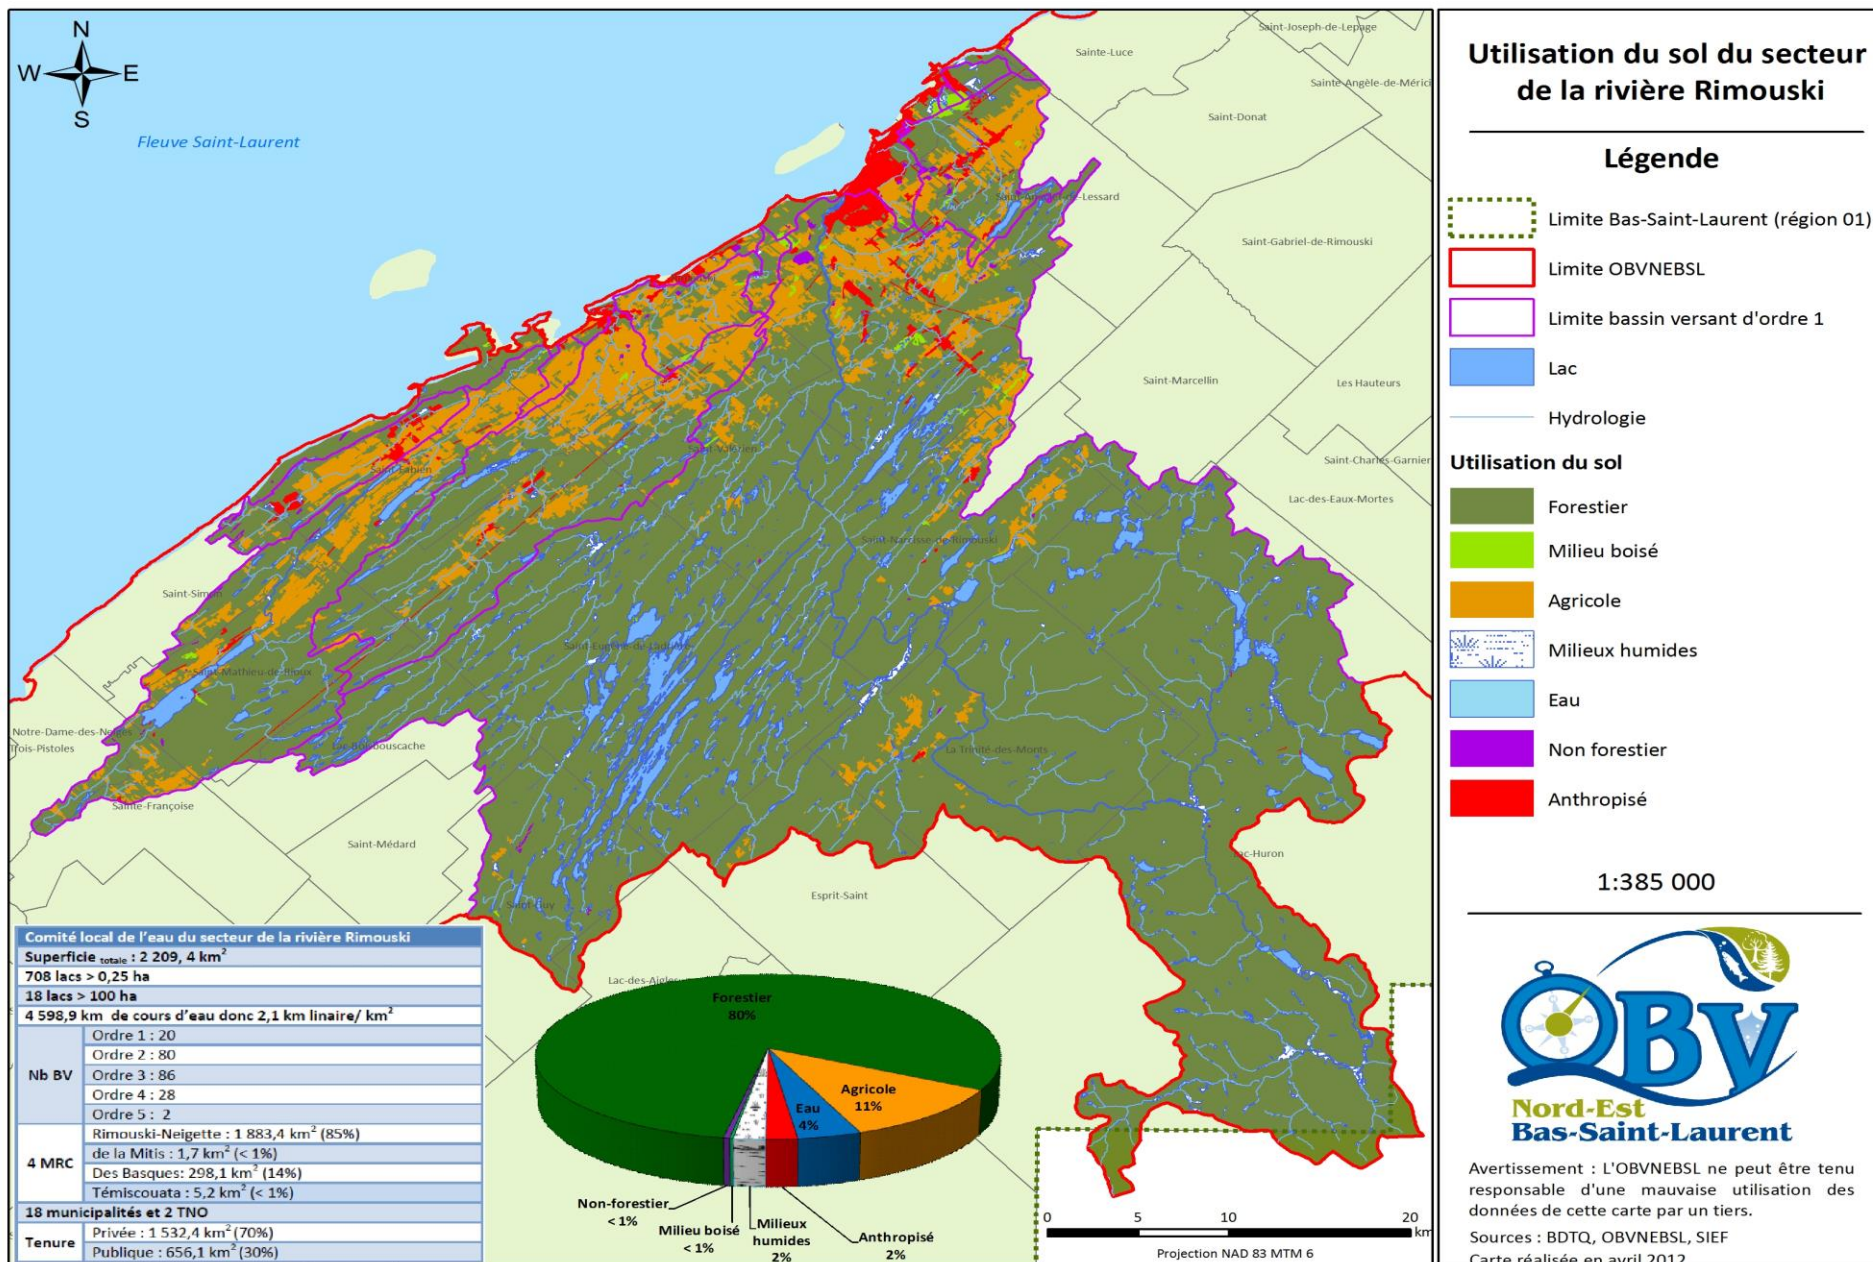 N
W
E
S
Fleuve Saint-Laurent
Sainte-Luce
Saint-Joseph-de-Lepage
Saint-Donat
Saint-Gabriel-de-Rimouski
Saint-Marcellin
Les Hauteurs
Saint-Charles-Garnier
Lac-des-Eaux-Mortes
Saint-Fabien
Saint-Valérien
Saint-Narcisse-de-Rimouski
Saint-Simon
Saint-Mathieu-de-Rioux
Notre-Dame-des-Neiges
Trois-Pistoles
La Trinité-des-Monts
Sainte-Françoise
Saint-Médard
Saint-Guy
Esprit-Saint
Lac-Huron
Lac-des-Aigles
Comité local de l'eau du secteur de la rivière Rimouski
Superficie totale : 2 209, 4 km²
708 lacs > 0,25 ha
18 lacs > 100 ha
4 598,9 km de cours d'eau donc 2,1 km linaire/ km²
Nb BV
Ordre 1 : 20
Ordre 2 : 80
Ordre 3 : 86
Ordre 4 : 28
Ordre 5 : 2
4 MRC
Rimouski-Neigette : 1 883,4 km² (85%)
de la Mitis : 1,7 km² (< 1%)
Des Basques: 298,1 km² (14%)
Témiscouata : 5,2 km² (< 1%)
18 municipalités et 2 TNO
Tenure
Privée : 1 532,4 km² (70%)
Publique : 656,1 km² (30%)
Forestier
80%
Agricole
11%
Eau
4%
Non-forestier
< 1%
Milieu boisé
< 1%
Milieux
humides
2%
Anthropisé
2%
0 5 10 20
km
Projection NAD 83 MTM 6
Utilisation du sol du secteur
de la rivière Rimouski
Légende
Limite Bas-Saint-Laurent (région 01)
Limite OBVNEBSL
Limite bassin versant d'ordre 1
Lac
Hydrologie
Utilisation du sol
Forestier
Milieu boisé
Agricole
Milieux humides
Eau
Non forestier
Anthropisé
1:385 000
OBV
Nord-Est
Bas-Saint-Laurent
Avertissement : L'OBVNEBSL ne peut être tenu
responsable d'une mauvaise utilisation des
données de cette carte par un tiers.
Sources : BDTQ, OBVNEBSL, SIEF
Carte réalisée en avril 2012